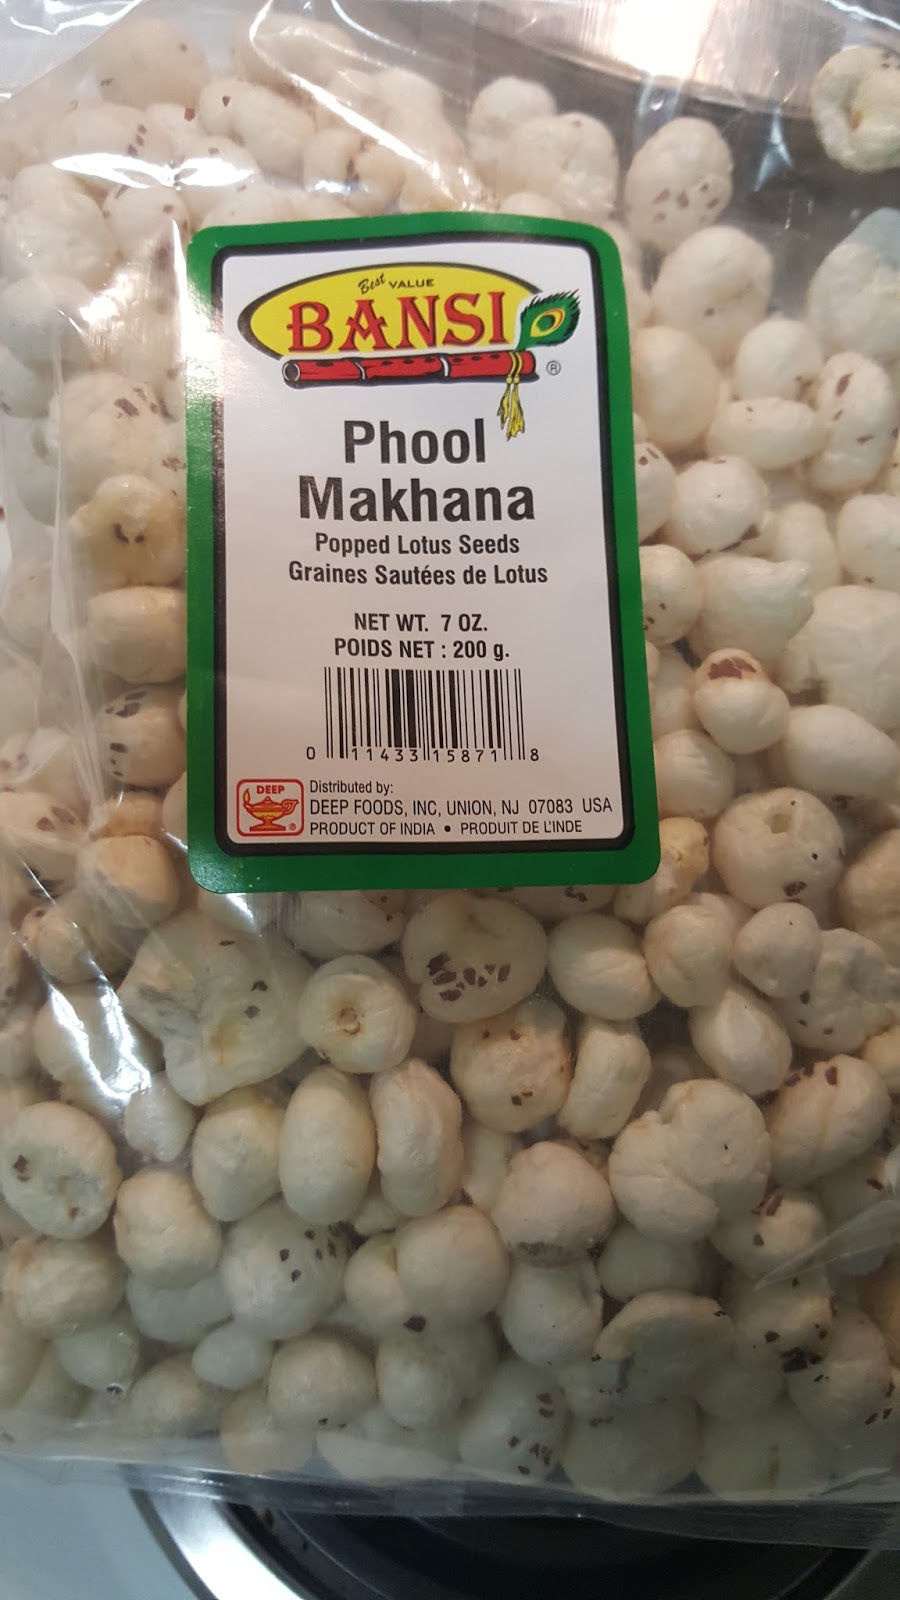 Best VALUE
BANSI
®
Phool
Makhana
Popped Lotus Seeds
Graines Sautées de Lotus
NET WT. 7 OZ.
POIDS NET : 200 g.
0 11433 15871 8
DEEP
®
Distributed by:
DEEP FOODS, INC, UNION, NJ 07083 USA
PRODUCT OF INDIA • PRODUIT DE L'INDE